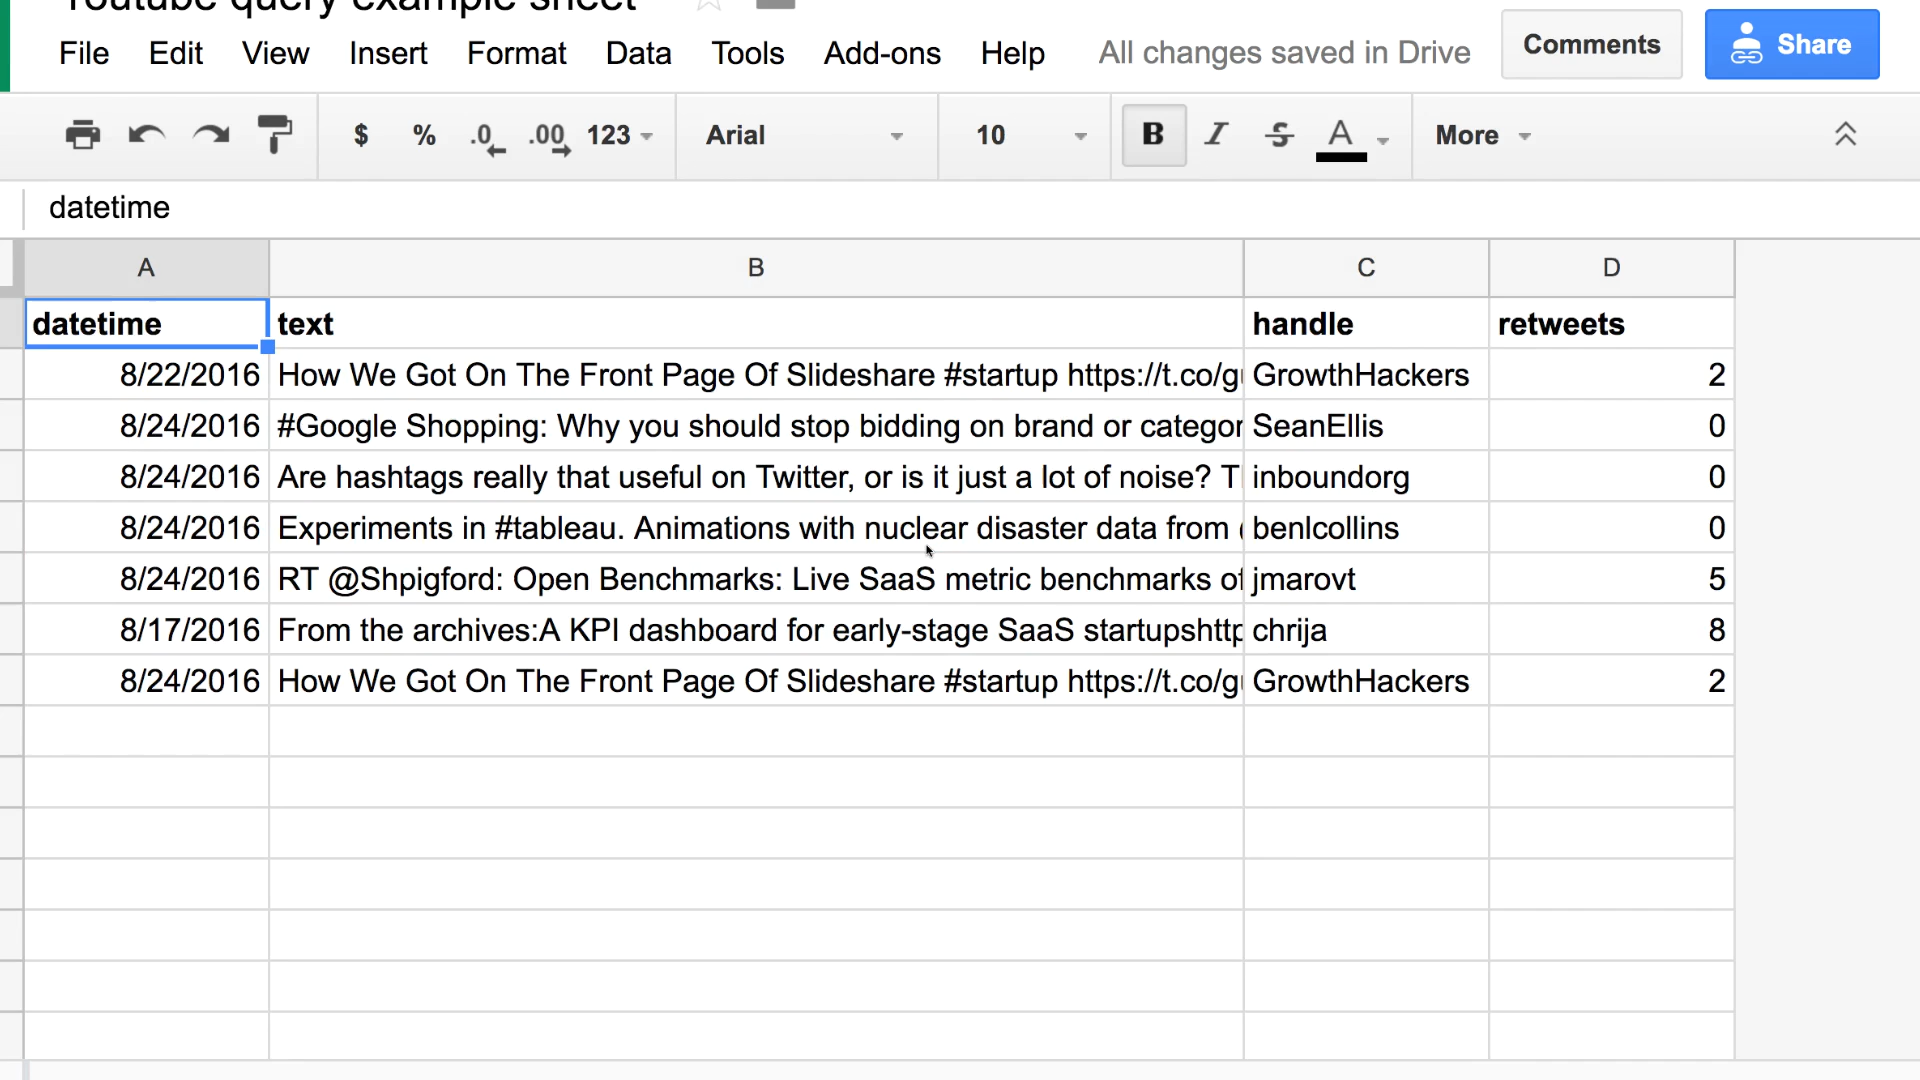 Youtube query example sheet
File Edit View Insert Format Data Tools Add-ons Help All changes saved in Drive Comments Share
$ % .0 .00 123 Arial 10 B I S A More
datetime
A B C D
datetime text handle retweets
8/22/2016 How We Got On The Front Page Of Slideshare #startup https://t.co/g GrowthHackers 2
8/24/2016 #Google Shopping: Why you should stop bidding on brand or categor SeanEllis 0
8/24/2016 Are hashtags really that useful on Twitter, or is it just a lot of noise? T inboundorg 0
8/24/2016 Experiments in #tableau. Animations with nuclear disaster data from benlcollins 0
8/24/2016 RT @Shpigford: Open Benchmarks: Live SaaS metric benchmarks of jmarovt 5
8/17/2016 From the archives:A KPI dashboard for early-stage SaaS startupshttp chrija 8
8/24/2016 How We Got On The Front Page Of Slideshare #startup https://t.co/g GrowthHackers 2